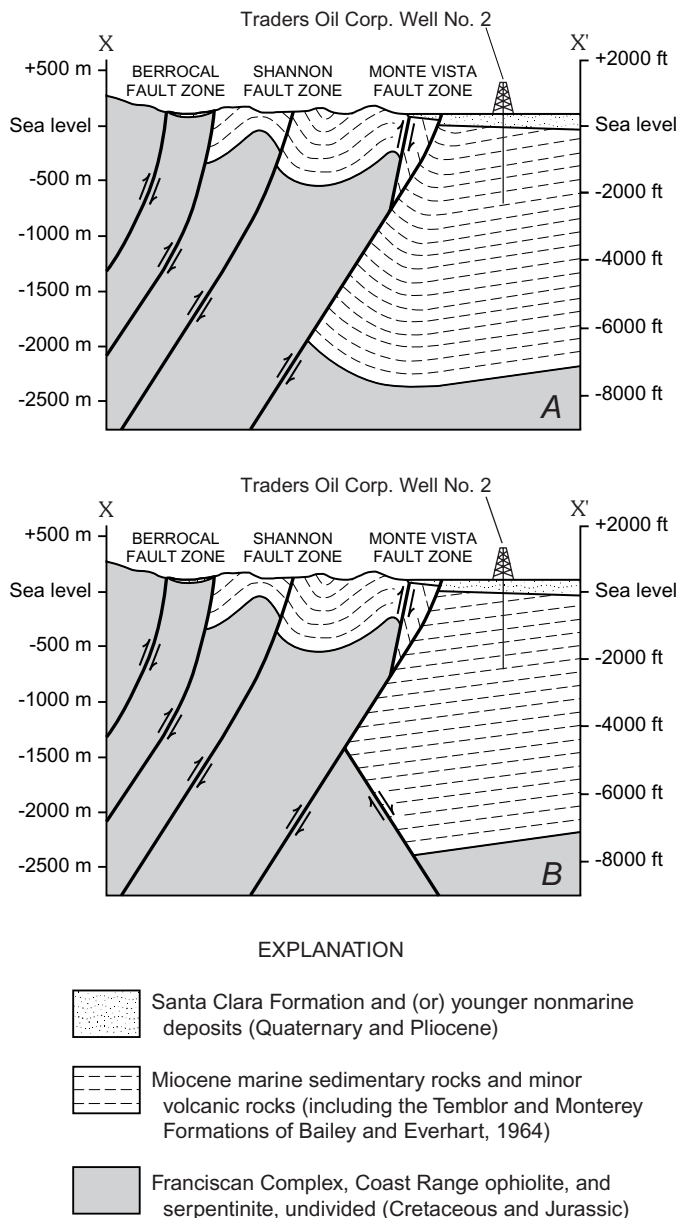 Traders Oil Corp. Well No. 2
X
X'
+500 m
BERROCAL
FAULT ZONE
SHANNON
FAULT ZONE
MONTE VISTA
FAULT ZONE
+2000 ft
Sea level
Sea level
-500 m
-2000 ft
-1000 m
-4000 ft
-1500 m
-6000 ft
-2000 m
-2500 m
-8000 ft
A
Traders Oil Corp. Well No. 2
X
X'
+500 m
BERROCAL
FAULT ZONE
SHANNON
FAULT ZONE
MONTE VISTA
FAULT ZONE
+2000 ft
Sea level
Sea level
-500 m
-2000 ft
-1000 m
-4000 ft
-1500 m
-6000 ft
-2000 m
-2500 m
-8000 ft
B
EXPLANATION
Santa Clara Formation and (or) younger nonmarine
deposits (Quaternary and Pliocene)
Miocene marine sedimentary rocks and minor
volcanic rocks (including the Temblor and Monterey
Formations of Bailey and Everhart, 1964)
Franciscan Complex, Coast Range ophiolite, and
serpentinite, undivided (Cretaceous and Jurassic)